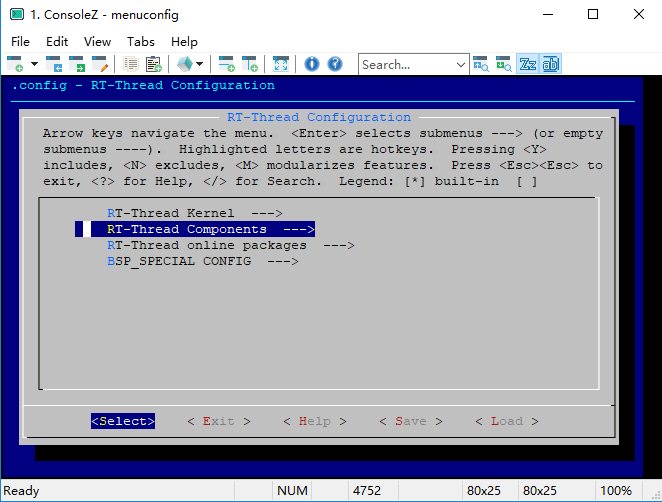 1. ConsoleZ - menuconfig
File Edit View Tabs Help
Search...
.config - RT-Thread Configuration
RT-Thread Configuration
Arrow keys navigate the menu. <Enter> selects submenus ---> (or empty
submenus ----). Highlighted letters are hotkeys. Pressing <Y>
includes, <N> excludes, <M> modularizes features. Press <Esc><Esc> to
exit, <?> for Help, </> for Search. Legend: [*] built-in [ ]
RT-Thread Kernel --->
RT-Thread Components --->
RT-Thread online packages --->
BSP_SPECIAL CONFIG --->
<Select> < Exit > < Help > < Save > < Load >
Ready NUM 4752 80x25 80x25 100%